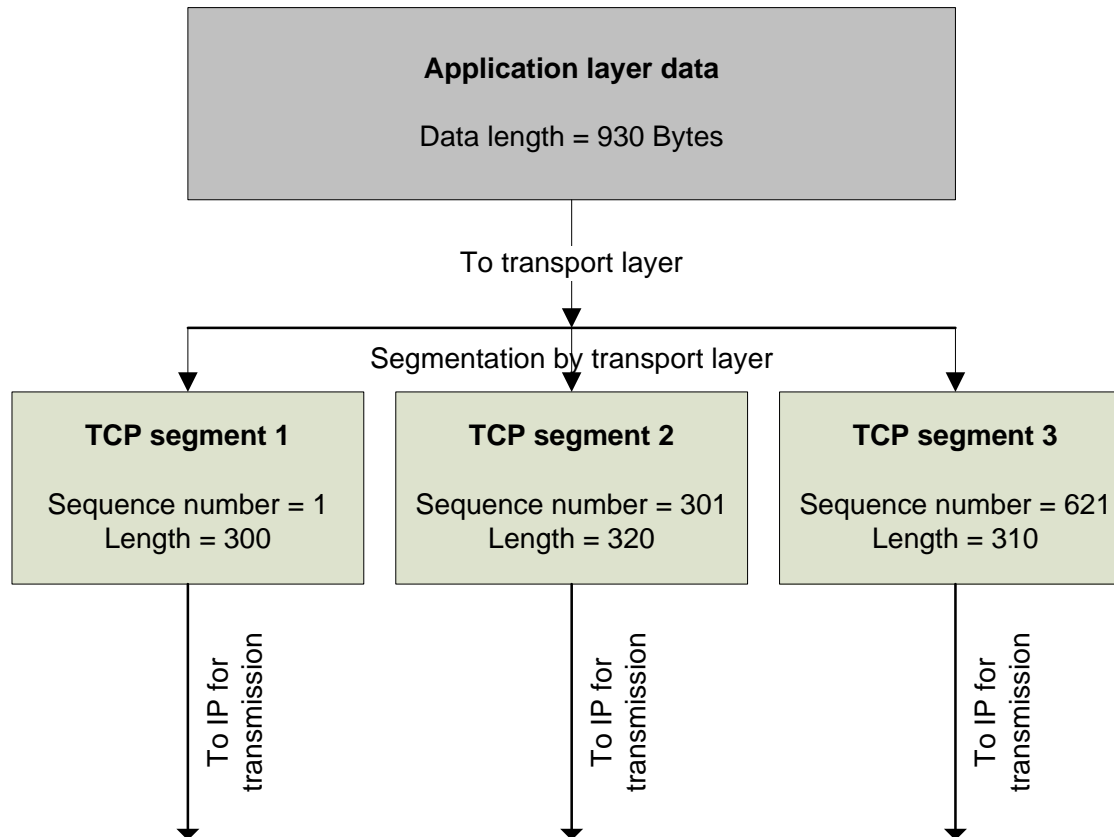 Application layer data
Data length = 930 Bytes
To transport layer
Segmentation by transport layer
TCP segment 1
Sequence number = 1
Length = 300
TCP segment 2
Sequence number = 301
Length = 320
TCP segment 3
Sequence number = 621
Length = 310
To IP for
transmission
To IP for
transmission
To IP for
transmission